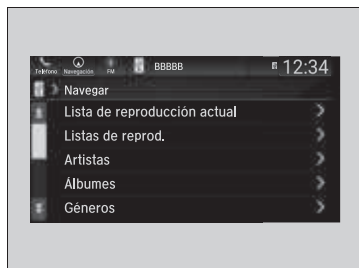 Teléfono Navegación FM BBBBB 12:34
Navegar
Lista de reproducción actual
Listas de reprod.
Artistas
Álbumes
Géneros